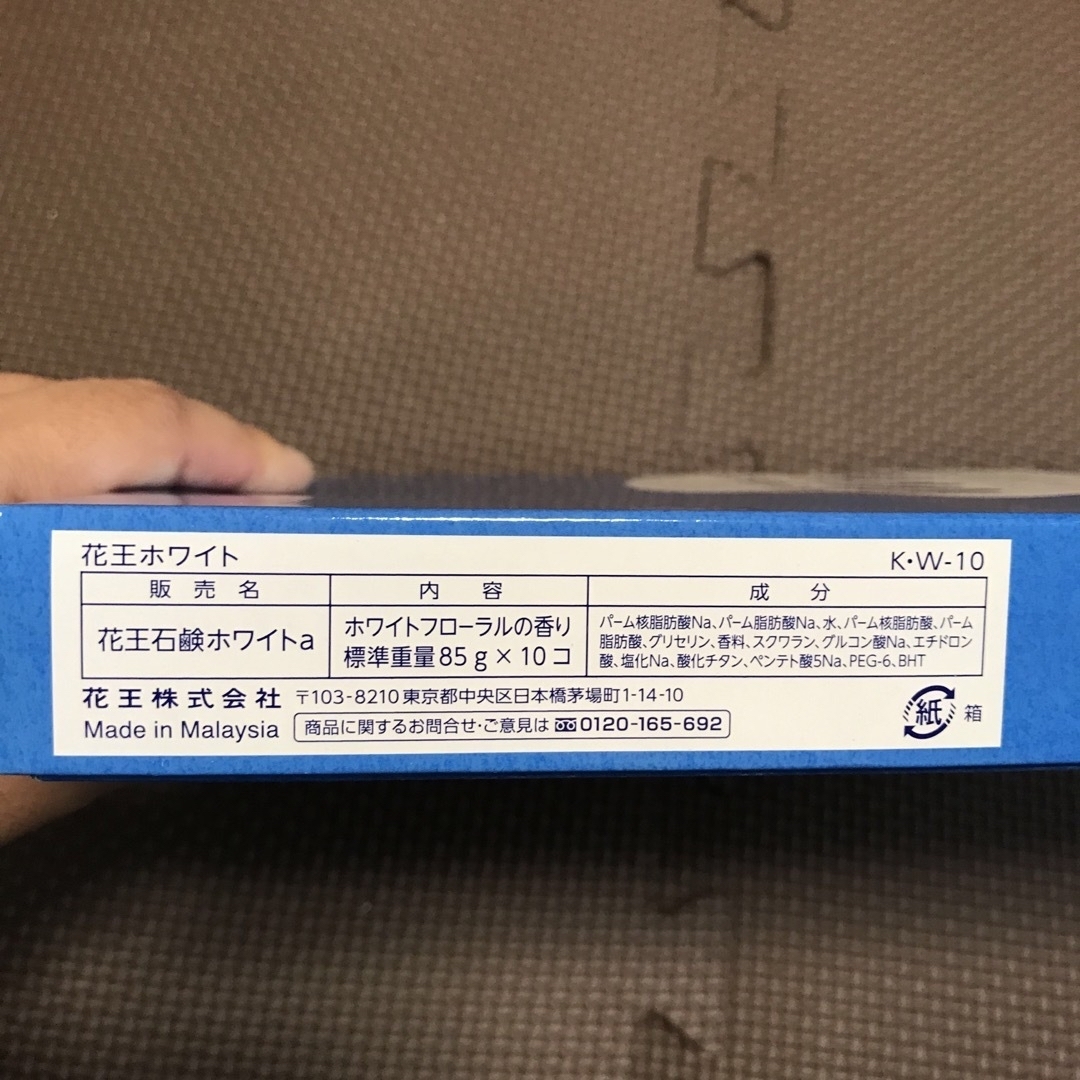 花王ホワイト K・W-10
販売名 内容 成分
花王石鹸ホワイトa
ホワイトフローラルの香り
標準重量85g×10コ
パーム核脂肪酸Na、パーム脂肪酸Na、水、パーム核脂肪酸、パーム
脂肪酸、グリセリン、香料、スクワラン、グルコン酸Na、エチドロン
酸、塩化Na、酸化チタン、ペンテト酸5Na、PEG-6、BHT
花王株式会社 〒103-8210東京都中央区日本橋茅場町1-14-10
Made in Malaysia 商品に関するお問合せ・ご意見は 0120-165-692
紙 箱